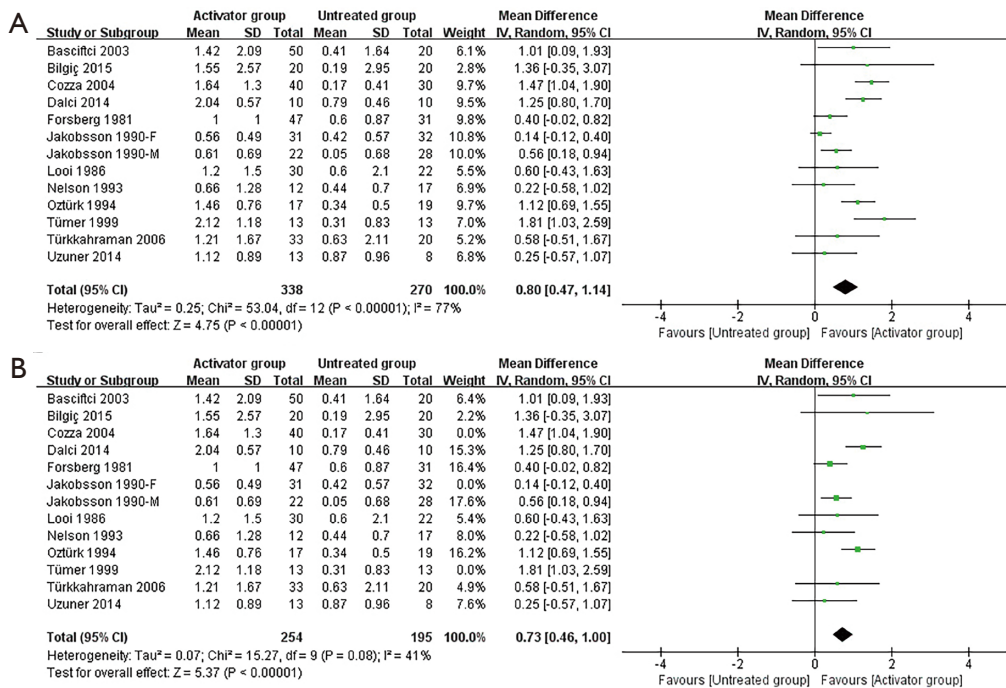 A
Activator group Untreated group Mean Difference Mean Difference
Study or Subgroup Mean SD Total Mean SD Total Weight IV, Random, 95% CI IV, Random, 95% CI
Basciftci 2003 1.42 2.09 50 0.41 1.64 20 6.1% 1.01 [0.09, 1.93]
Bilgiç 2015 1.55 2.57 20 0.19 2.95 20 2.8% 1.36 [-0.35, 3.07]
Cozza 2004 1.64 1.3 40 0.17 0.41 30 9.7% 1.47 [1.04, 1.90]
Dalci 2014 2.04 0.57 10 0.79 0.46 10 9.5% 1.25 [0.80, 1.70]
Forsberg 1981 1 1 47 0.6 0.87 31 9.8% 0.40 [-0.02, 0.82]
Jakobsson 1990-F 0.56 0.49 31 0.42 0.57 32 10.8% 0.14 [-0.12, 0.40]
Jakobsson 1990-M 0.61 0.69 22 0.05 0.68 28 10.0% 0.56 [0.18, 0.94]
Looi 1986 1.2 1.5 30 0.6 2.1 22 5.5% 0.60 [-0.43, 1.63]
Nelson 1993 0.66 1.28 12 0.44 0.7 17 6.8% 0.22 [-0.58, 1.02]
Oztürk 1994 1.46 0.76 17 0.34 0.5 19 9.7% 1.12 [0.69, 1.55]
Tümer 1999 2.12 1.18 13 0.31 0.83 13 7.0% 1.81 [1.03, 2.59]
Türkkahraman 2006 1.21 1.67 33 0.63 2.11 20 5.2% 0.58 [-0.51, 1.67]
Uzuner 2014 1.12 0.89 13 0.87 0.96 8 6.8% 0.25 [-0.57, 1.07]
Total (95% CI) 338 270 100.0% 0.80 [0.47, 1.14]
Heterogeneity: Tau² = 0.25; Chi² = 53.04, df = 12 (P < 0.00001); I² = 77%
Test for overall effect: Z = 4.75 (P < 0.00001)
-4 -2 0 2 4
Favours [Untreated group] Favours [Activator group]
B
Activator group Untreated group Mean Difference Mean Difference
Study or Subgroup Mean SD Total Mean SD Total Weight IV, Random, 95% CI IV, Random, 95% CI
Basciftci 2003 1.42 2.09 50 0.41 1.64 20 6.4% 1.01 [0.09, 1.93]
Bilgiç 2015 1.55 2.57 20 0.19 2.95 20 2.2% 1.36 [-0.35, 3.07]
Cozza 2004 1.64 1.3 40 0.17 0.41 30 0.0% 1.47 [1.04, 1.90]
Dalci 2014 2.04 0.57 10 0.79 0.46 10 15.3% 1.25 [0.80, 1.70]
Forsberg 1981 1 1 47 0.6 0.87 31 16.4% 0.40 [-0.02, 0.82]
Jakobsson 1990-F 0.56 0.49 31 0.42 0.57 32 0.0% 0.14 [-0.12, 0.40]
Jakobsson 1990-M 0.61 0.69 22 0.05 0.68 28 17.6% 0.56 [0.18, 0.94]
Looi 1986 1.2 1.5 30 0.6 2.1 22 5.4% 0.60 [-0.43, 1.63]
Nelson 1993 0.66 1.28 12 0.44 0.7 17 8.0% 0.22 [-0.58, 1.02]
Oztürk 1994 1.46 0.76 17 0.34 0.5 19 16.2% 1.12 [0.69, 1.55]
Tümer 1999 2.12 1.18 13 0.31 0.83 13 0.0% 1.81 [1.03, 2.59]
Türkkahraman 2006 1.21 1.67 33 0.63 2.11 20 4.9% 0.58 [-0.51, 1.67]
Uzuner 2014 1.12 0.89 13 0.87 0.96 8 7.6% 0.25 [-0.57, 1.07]
Total (95% CI) 254 195 100.0% 0.73 [0.46, 1.00]
Heterogeneity: Tau² = 0.07; Chi² = 15.27, df = 9 (P = 0.08); I² = 41%
Test for overall effect: Z = 5.37 (P < 0.00001)
-4 -2 0 2 4
Favours [Untreated group] Favours [Activator group]